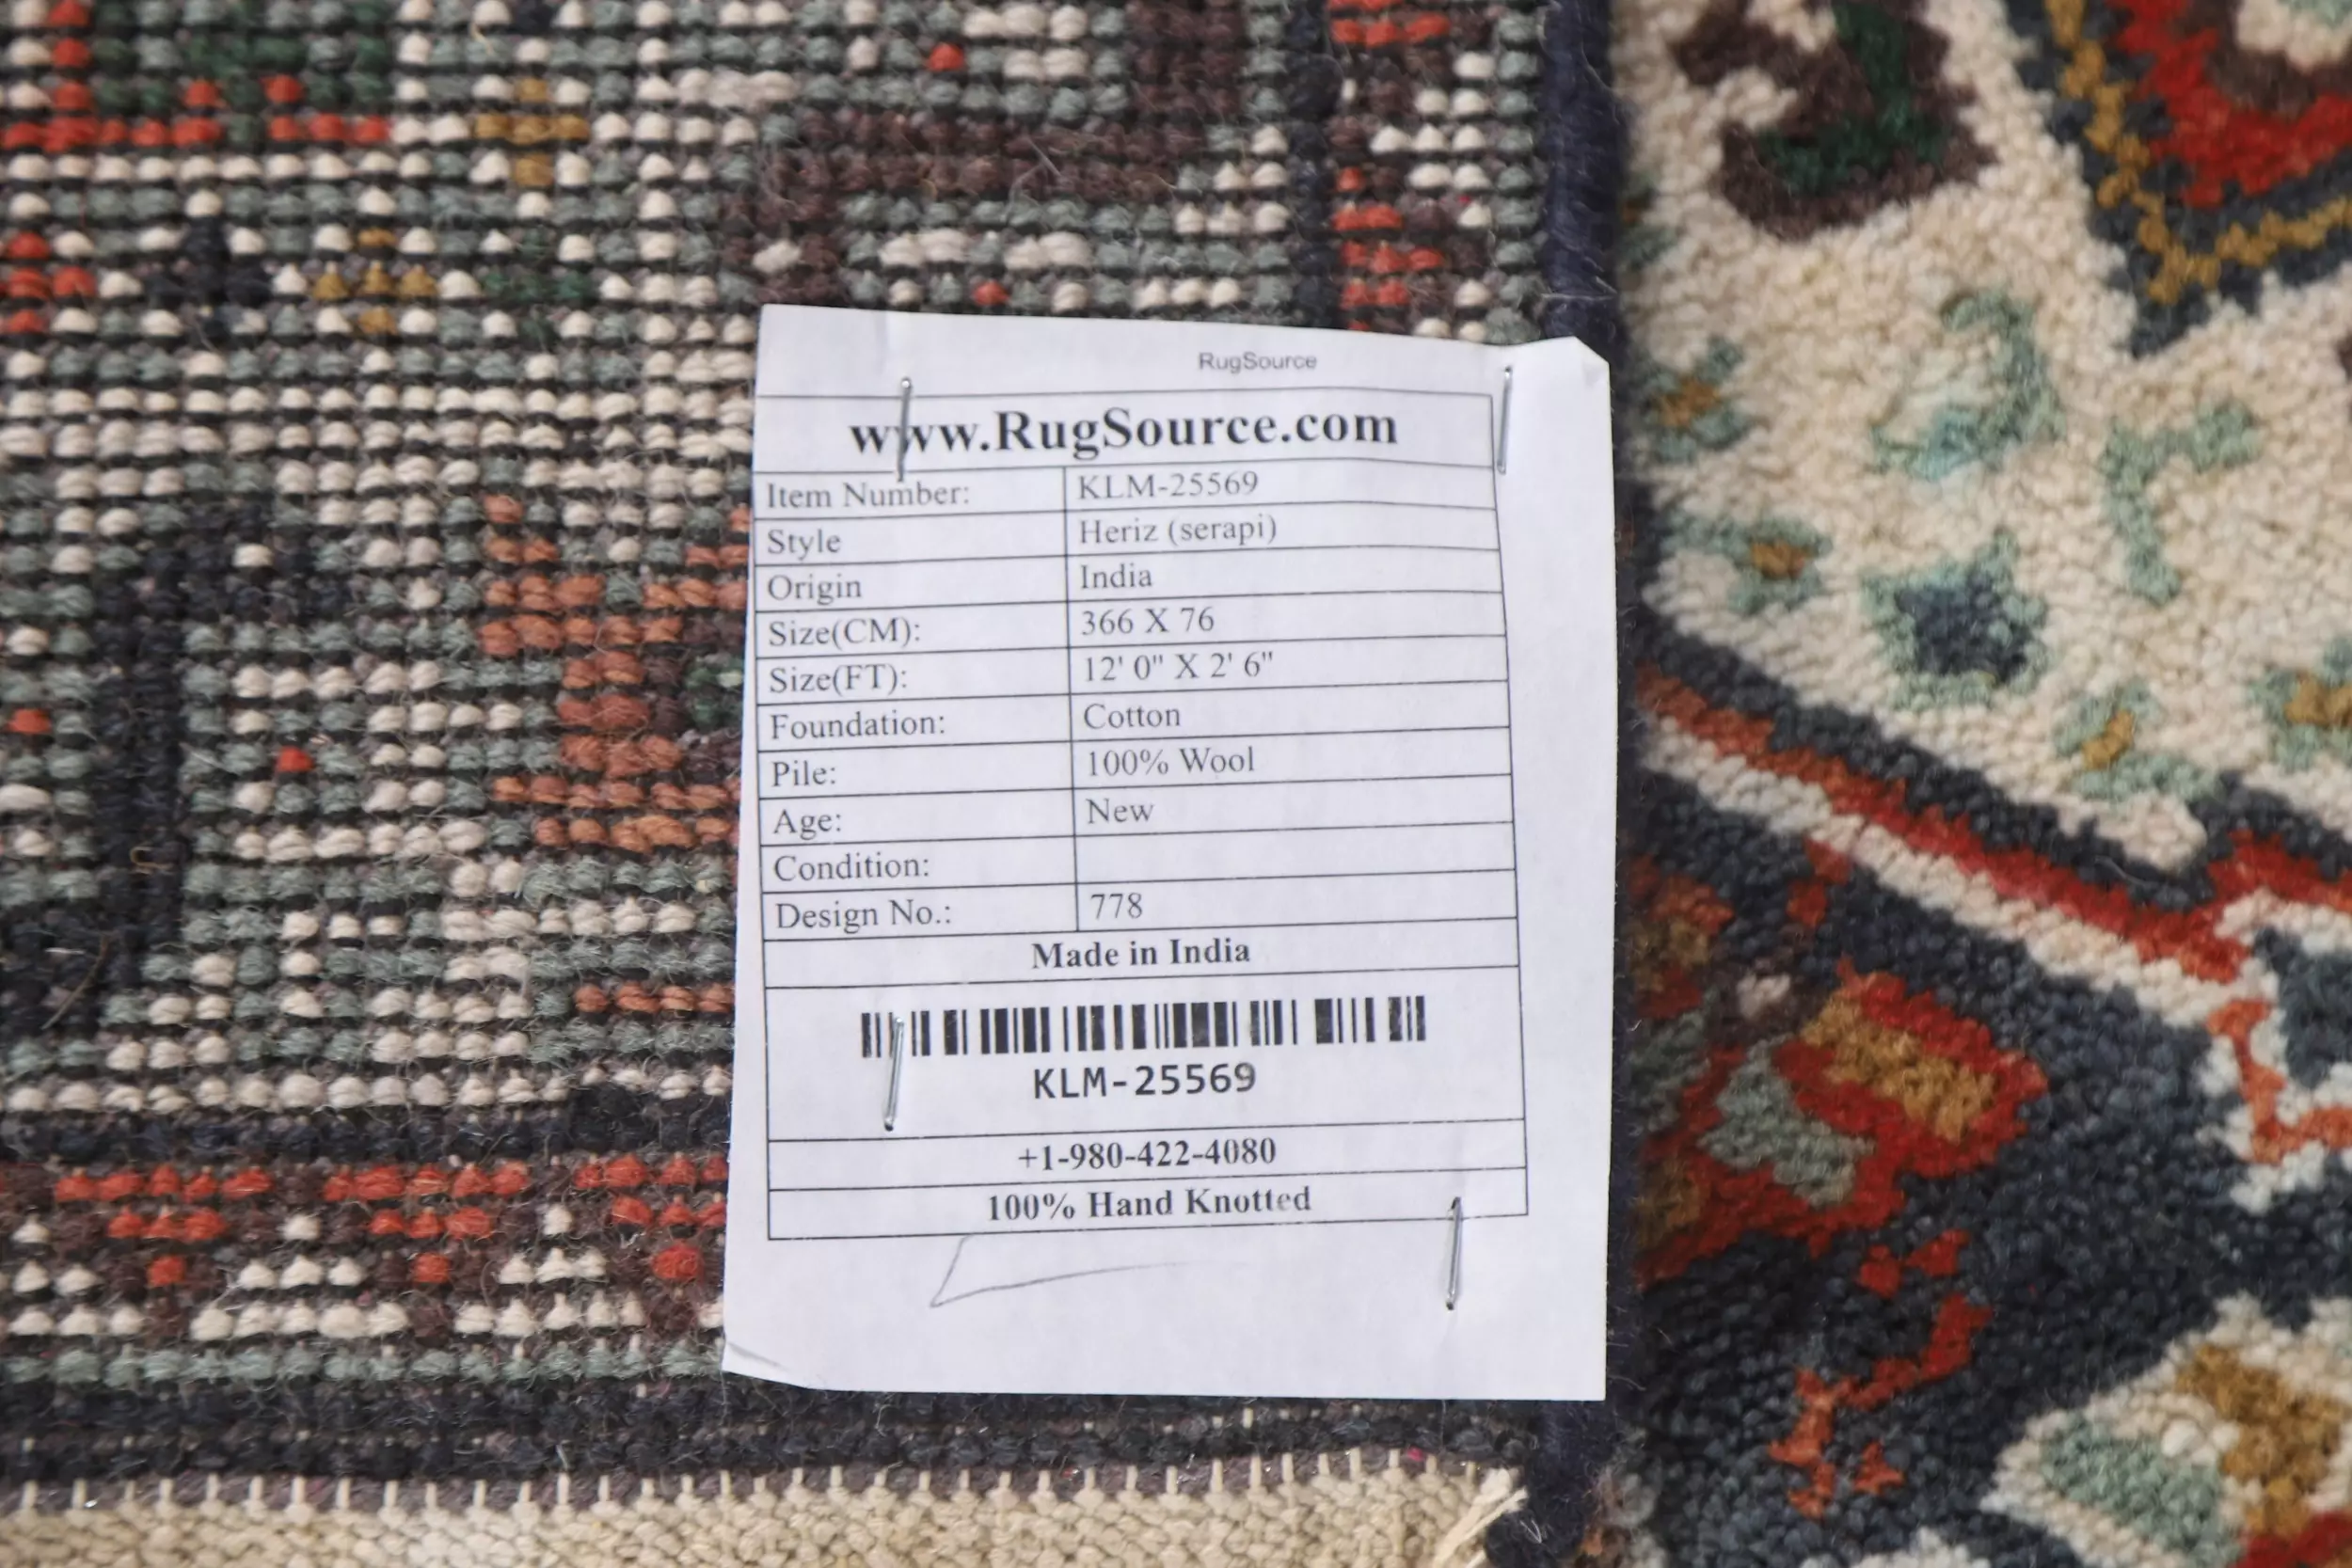 RugSource
www.RugSource.com
Item Number: KLM-25569
Style Heriz (serapi)
Origin India
Size(CM): 366 X 76
Size(FT): 12' 0" X 2' 6"
Foundation: Cotton
Pile: 100% Wool
Age: New
Condition:
Design No.: 778
Made in India
KLM-25569
+1-980-422-4080
100% Hand Knotted